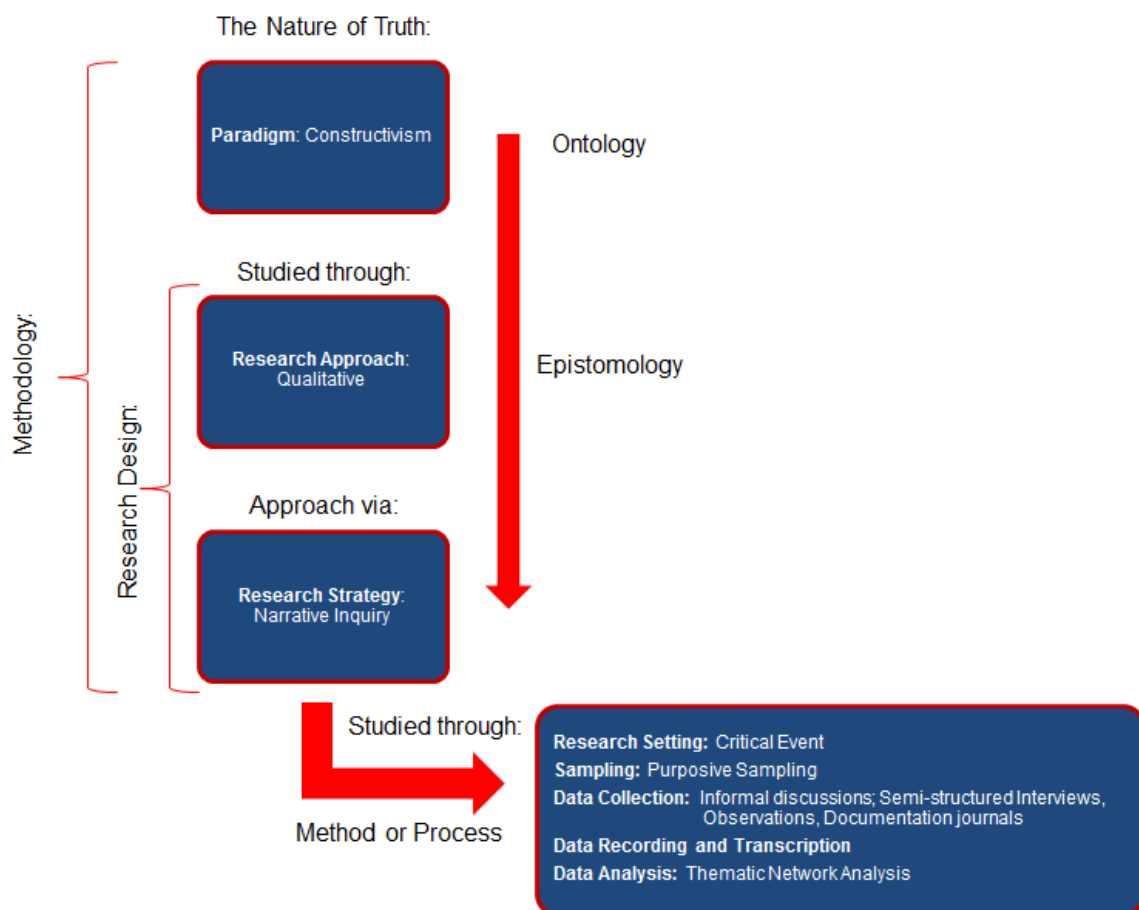 The Nature of Truth:
Paradigm: Constructivism
Ontology
Studied through:
Research Approach:
Qualitative
Epistomology
Methodology:
Research Design:
Approach via:
Research Strategy:
Narrative Inquiry
Studied through:
Method or Process
Research Setting: Critical Event
Sampling: Purposive Sampling
Data Collection: Informal discussions; Semi-structured Interviews,
Observations, Documentation journals
Data Recording and Transcription
Data Analysis: Thematic Network Analysis